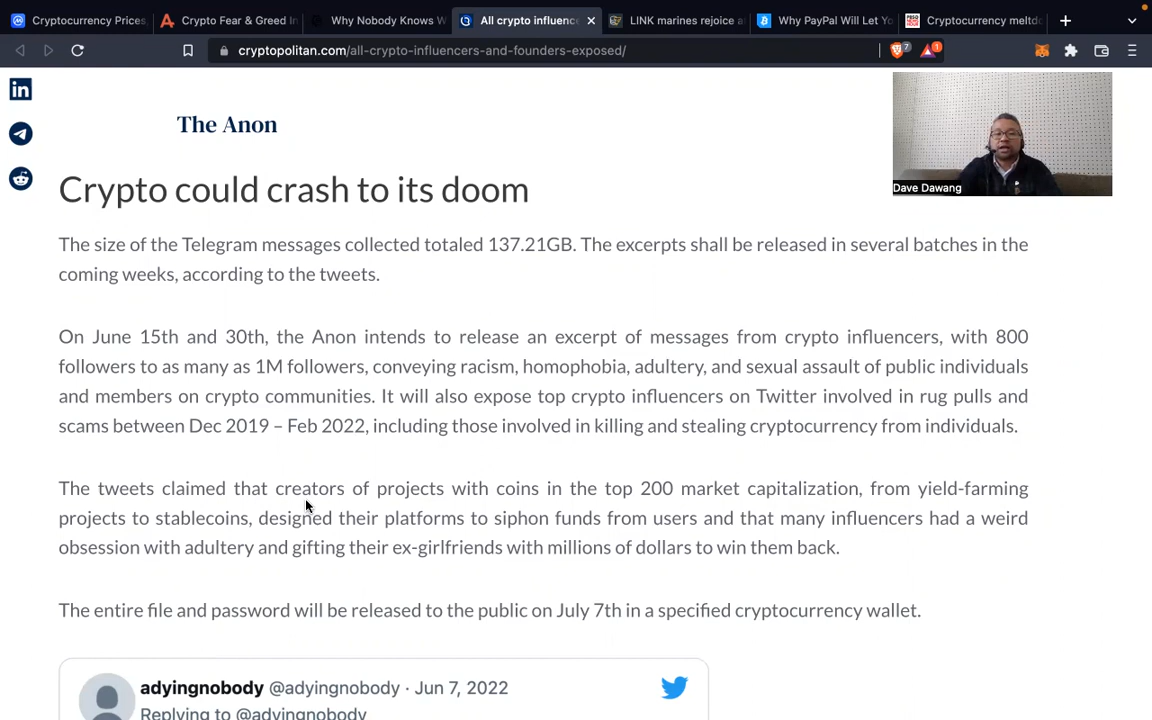 Cryptocurrency Prices,
Crypto Fear & Greed In
Why Nobody Knows W
All crypto influenc
LINK marines rejoice a
Why PayPal Will Let Yo
Cryptocurrency meltdo
cryptopolitan.com/all-crypto-influencers-and-founders-exposed/
7
1
The Anon
Dave Dawang
Crypto could crash to its doom
The size of the Telegram messages collected totaled 137.21GB. The excerpts shall be released in several batches in the
coming weeks, according to the tweets.
On June 15th and 30th, the Anon intends to release an excerpt of messages from crypto influencers, with 800
followers to as many as 1M followers, conveying racism, homophobia, adultery, and sexual assault of public individuals
and members on crypto communities. It will also expose top crypto influencers on Twitter involved in rug pulls and
scams between Dec 2019 – Feb 2022, including those involved in killing and stealing cryptocurrency from individuals.
The tweets claimed that creators of projects with coins in the top 200 market capitalization, from yield-farming
projects to stablecoins, designed their platforms to siphon funds from users and that many influencers had a weird
obsession with adultery and gifting their ex-girlfriends with millions of dollars to win them back.
The entire file and password will be released to the public on July 7th in a specified cryptocurrency wallet.
adyingnobody @adyingnobody · Jun 7, 2022
Replying to @adyingnobody